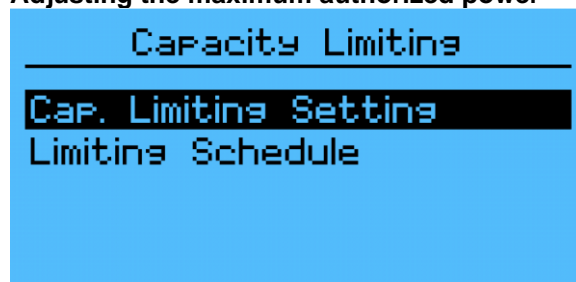 Adjusting the maximum authorized power
Capacity Limiting
Cap. Limiting Setting
Limiting Schedule